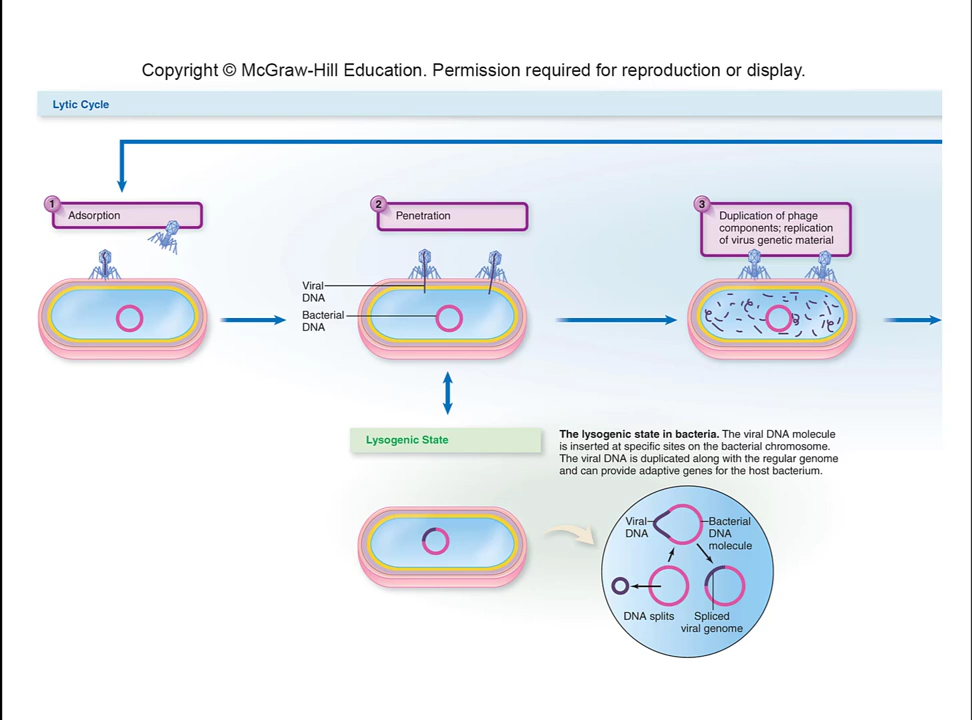 Copyright © McGraw-Hill Education. Permission required for reproduction or display.
Lytic Cycle
1
Adsorption
2
Penetration
3
Duplication of phage
components; replication
of virus genetic material
Viral
DNA
Bacterial
DNA
Lysogenic State
The lysogenic state in bacteria. The viral DNA molecule
is inserted at specific sites on the bacterial chromosome.
The viral DNA is duplicated along with the regular genome
and can provide adaptive genes for the host bacterium.
Viral
DNA
Bacterial
DNA
molecule
DNA splits
Spliced
viral genome